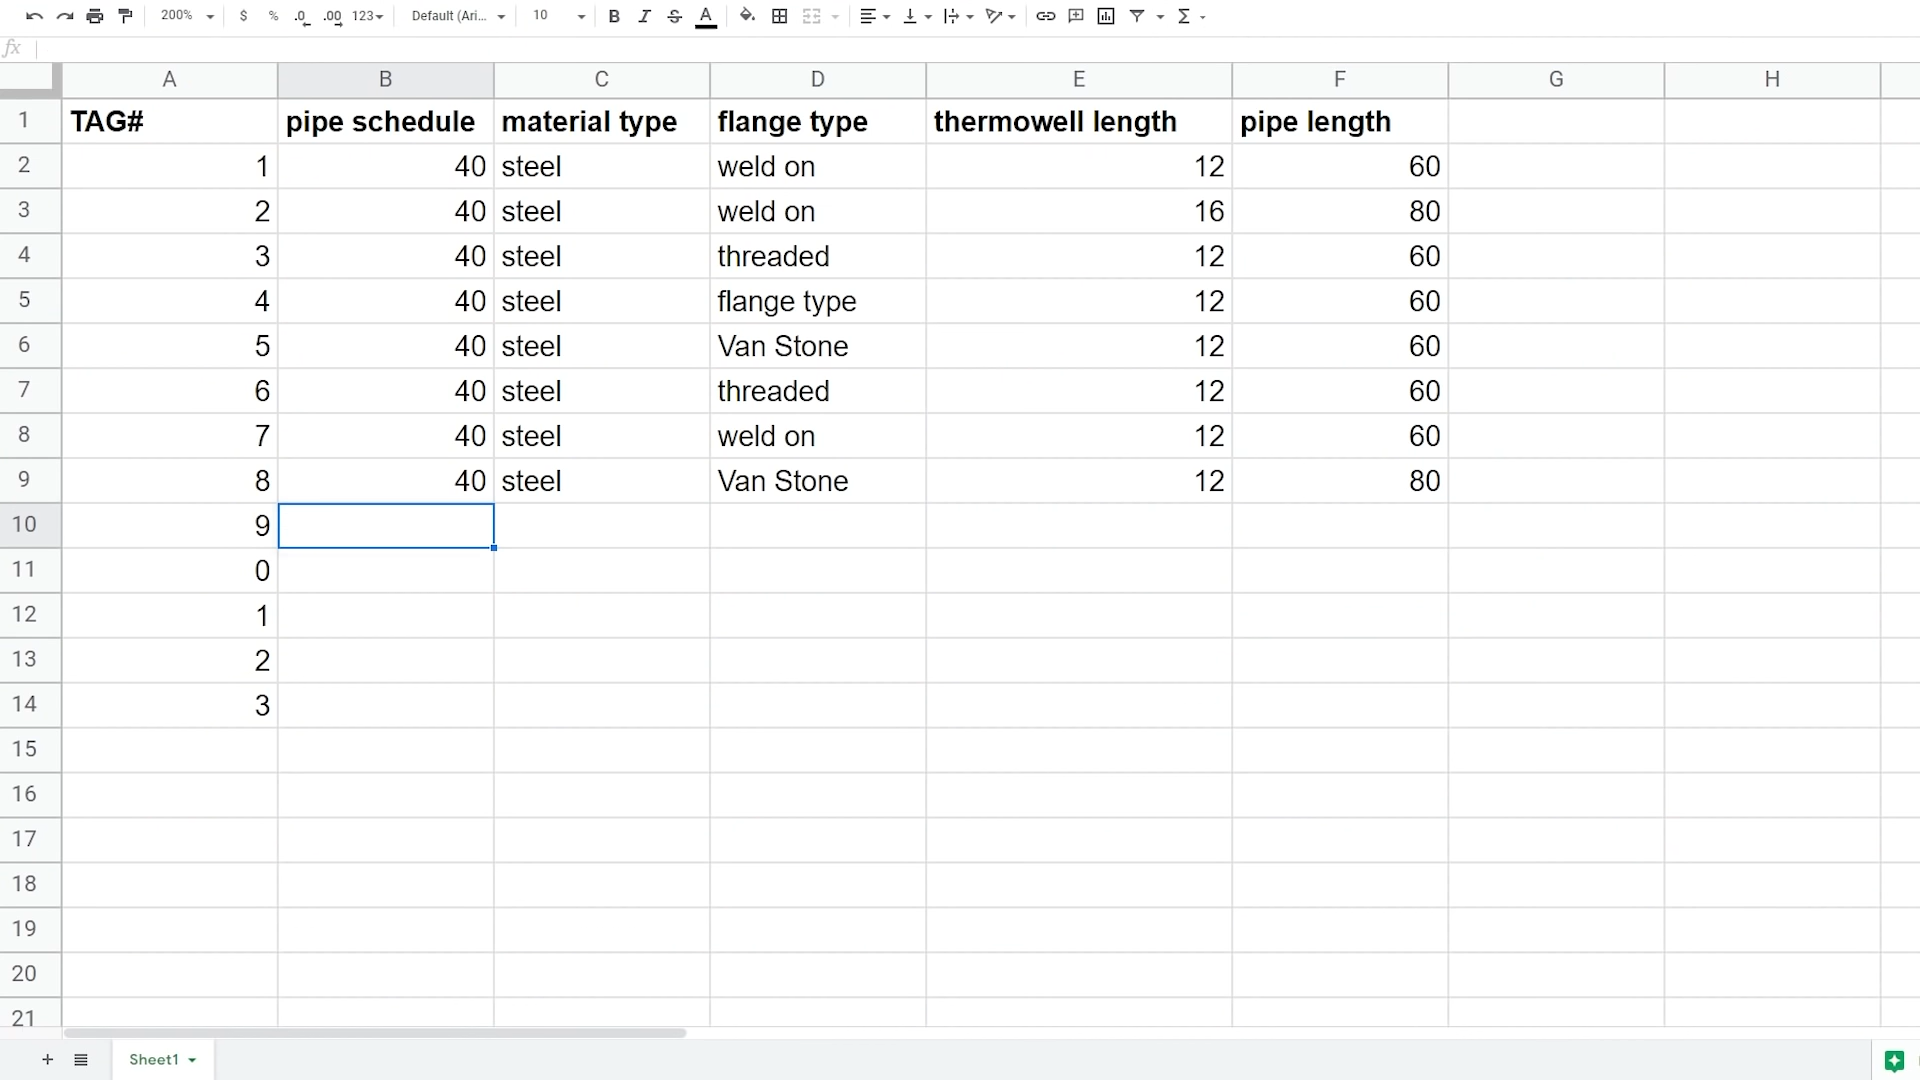 200% $ % .0 .00 123 Default (Ari... 10 B I S A Σ
fx
A B C D E F G H
1 TAG# pipe schedule material type flange type thermowell length pipe length
2 1 40 steel weld on 12 60
3 2 40 steel weld on 16 80
4 3 40 steel threaded 12 60
5 4 40 steel flange type 12 60
6 5 40 steel Van Stone 12 60
7 6 40 steel threaded 12 60
8 7 40 steel weld on 12 60
9 8 40 steel Van Stone 12 80
10 9
11 0
12 1
13 2
14 3
15
16
17
18
19
20
21
+ Sheet1